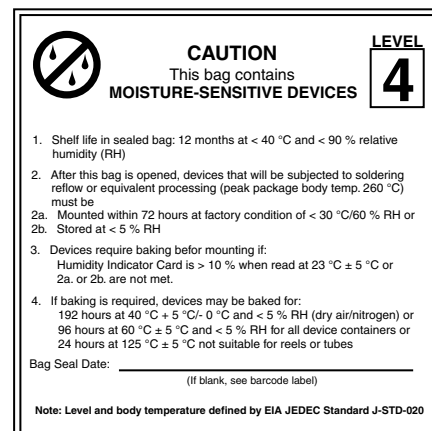 LEVEL
4
CAUTION
This bag contains
MOISTURE-SENSITIVE DEVICES
1. Shelf life in sealed bag: 12 months at < 40 °C and < 90 % relative
humidity (RH)
2. After this bag is opened, devices that will be subjected to soldering
reflow or equivalent processing (peak package body temp. 260 °C)
must be
2a. Mounted within 72 hours at factory condition of < 30 °C/60 % RH or
2b. Stored at < 5 % RH
3. Devices require baking befor mounting if:
Humidity Indicator Card is > 10 % when read at 23 °C ± 5 °C or
2a. or 2b. are not met.
4. If baking is required, devices may be baked for:
192 hours at 40 °C + 5 °C/- 0 °C and < 5 % RH (dry air/nitrogen) or
96 hours at 60 °C ± 5 °C and < 5 % RH for all device containers or
24 hours at 125 °C ± 5 °C not suitable for reels or tubes
Bag Seal Date:
(If blank, see barcode label)
Note: Level and body temperature defined by EIA JEDEC Standard J-STD-020